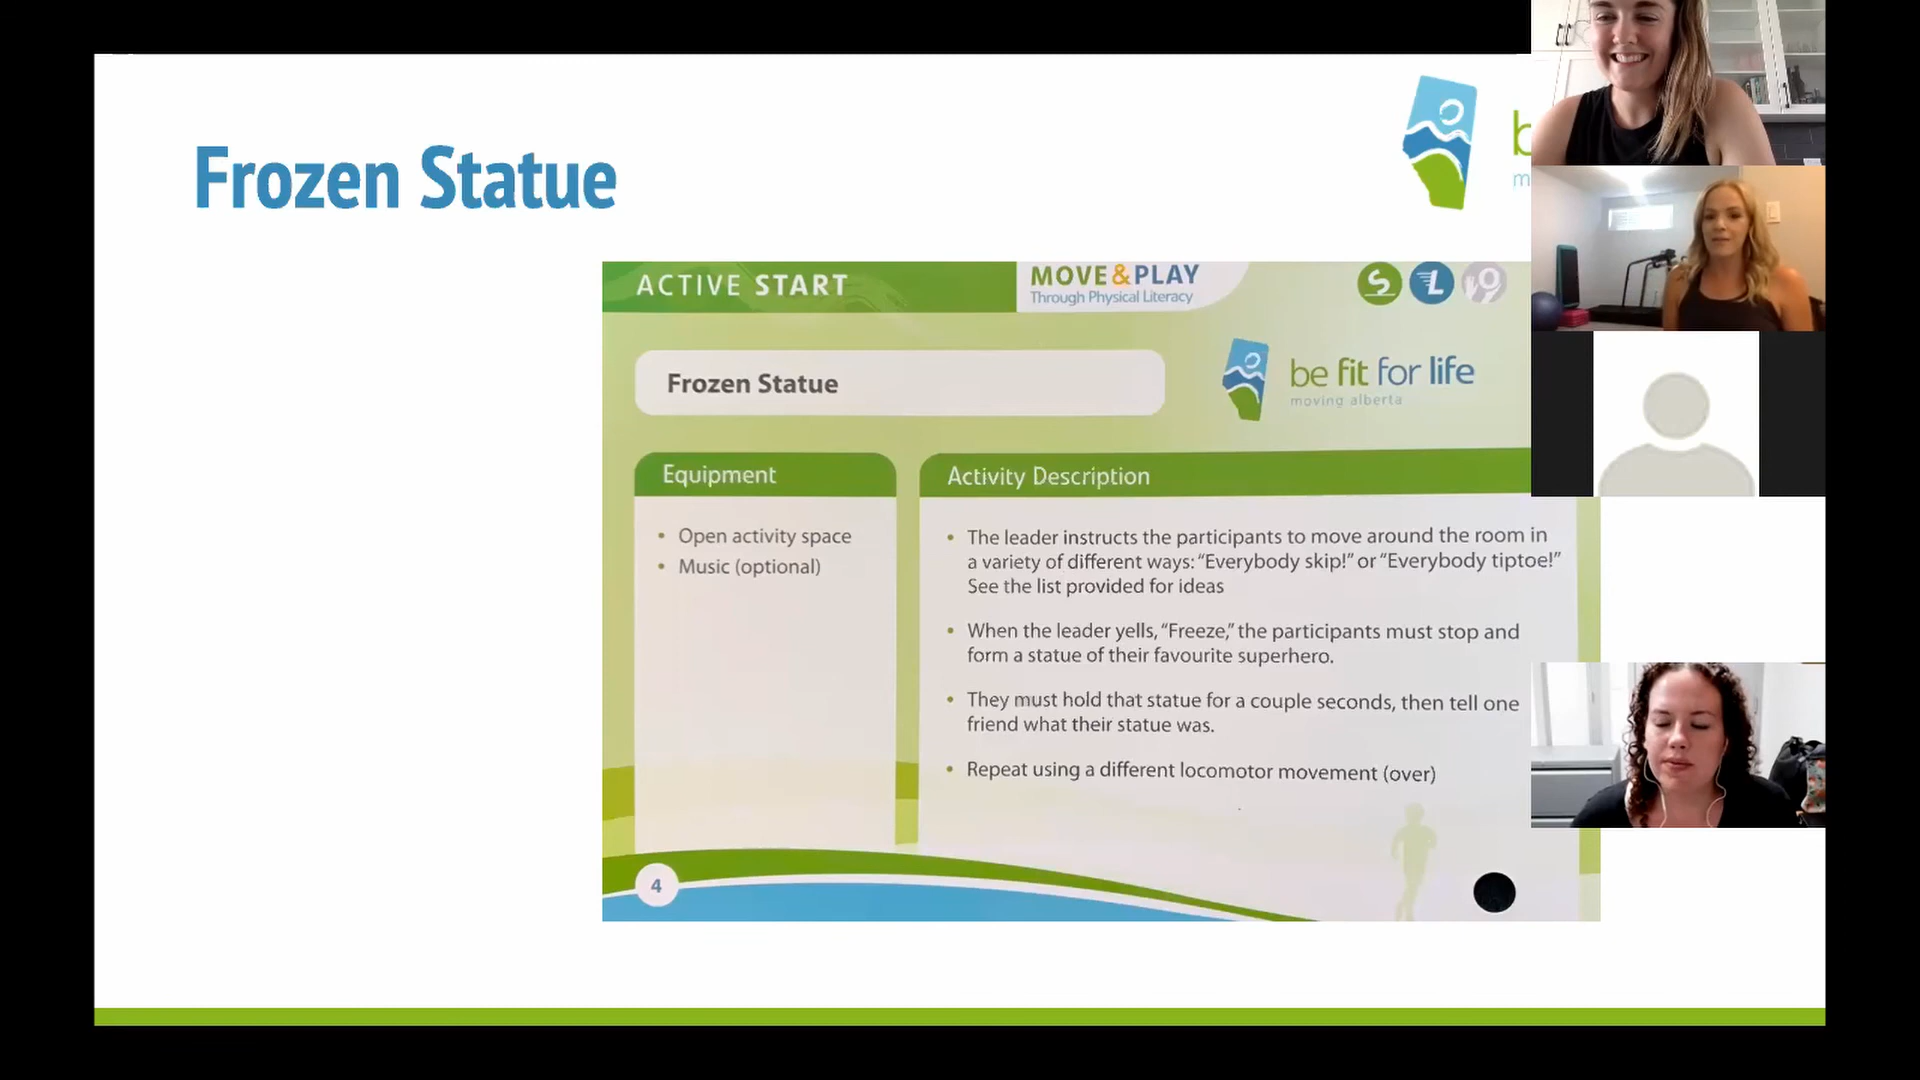 Frozen Statue
ACTIVE START
MOVE&PLAY
Through Physical Literacy
S
L
Frozen Statue
be fit for life
moving alberta
Equipment
• Open activity space
• Music (optional)
Activity Description
• The leader instructs the participants to move around the room in
a variety of different ways: “Everybody skip!” or “Everybody tiptoe!”
See the list provided for ideas
• When the leader yells, “Freeze,” the participants must stop and
form a statue of their favourite superhero.
• They must hold that statue for a couple seconds, then tell one
friend what their statue was.
• Repeat using a different locomotor movement (over)
4